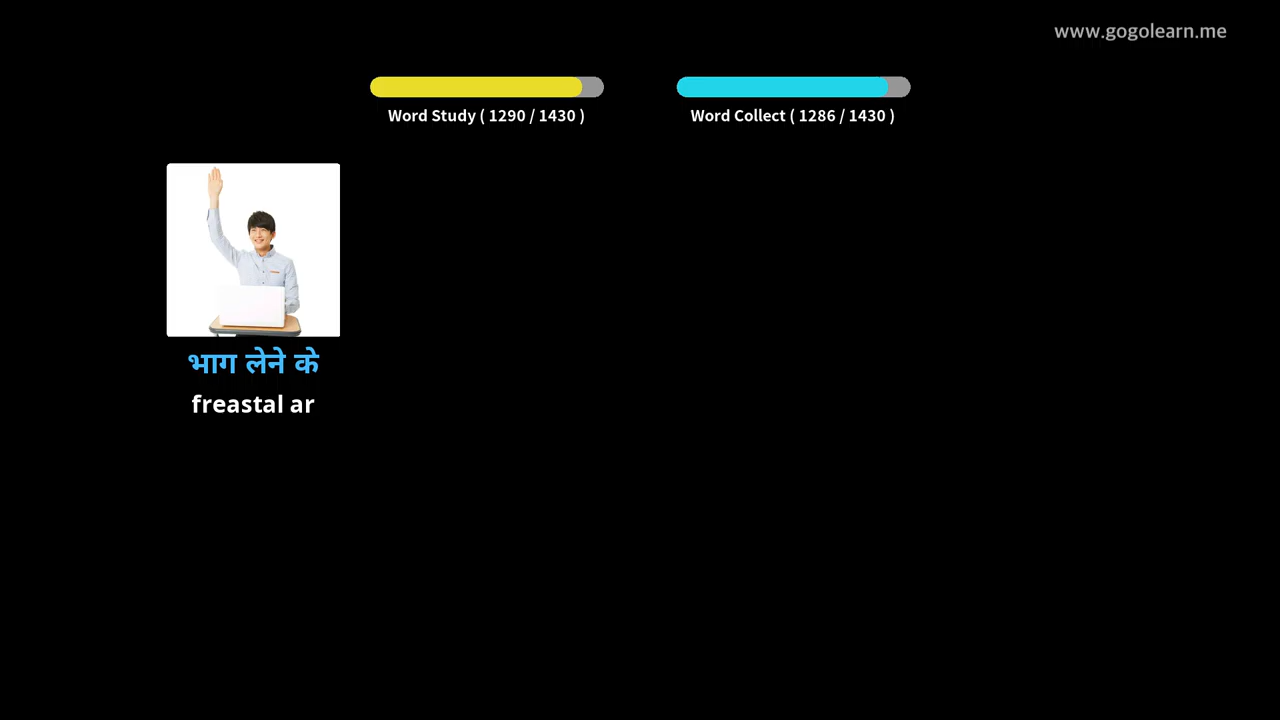 www.gogolearn.me
Word Study ( 1290 / 1430 )
Word Collect ( 1286 / 1430 )
भाग लेने के
freastal ar